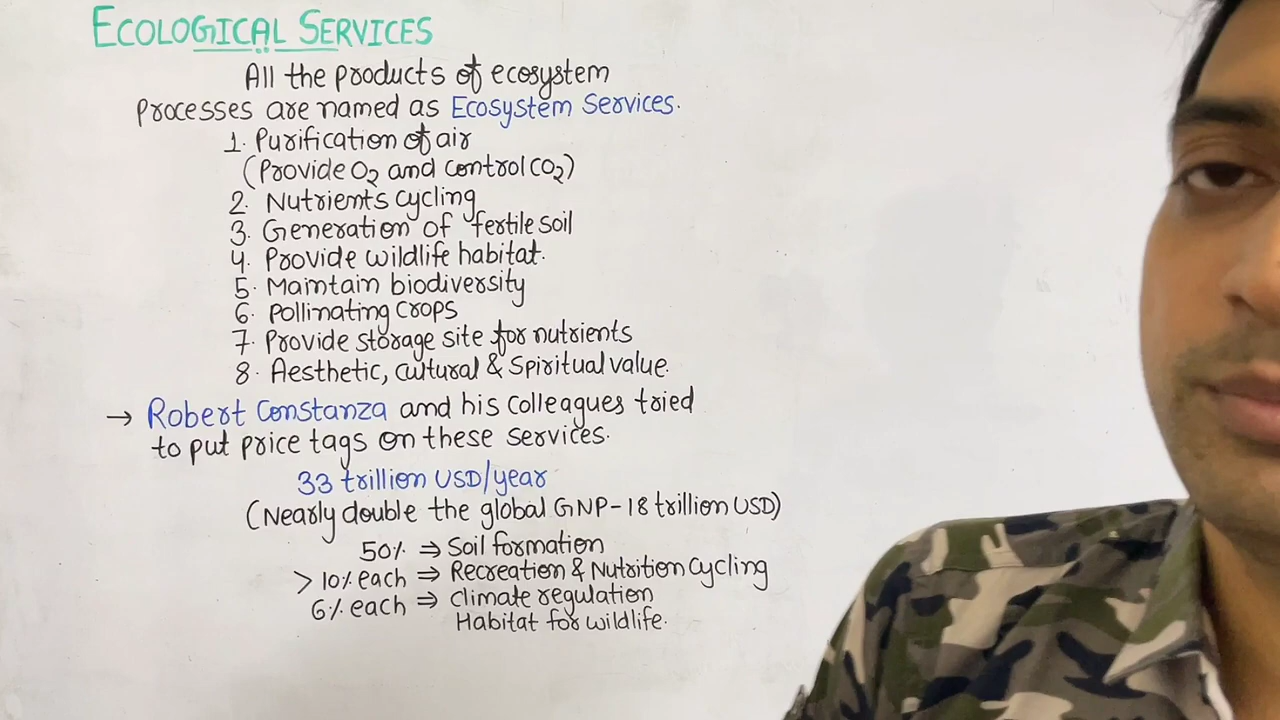 ECOLOGICAL SERVICES
All the products of ecosystem
Processes are named as Ecosystem Services.
1. Purification of air
(Provide O₂ and control CO₂)
2. Nutrients cycling
3. Generation of fertile soil
4. Provide wildlife habitat.
5. Maintain biodiversity
6. Pollinating crops
7. Provide storage site for nutrients
8. Aesthetic, cultural & Spiritual value.
→ Robert Constanza and his colleagues tried
to put price tags on these services.
33 trillion USD/year
(Nearly double the global GNP-18 trillion USD)
50% ⇒ Soil formation
> 10% each ⇒ Recreation & Nutrition Cycling
6% each ⇒ Climate regulation
Habitat for wildlife.